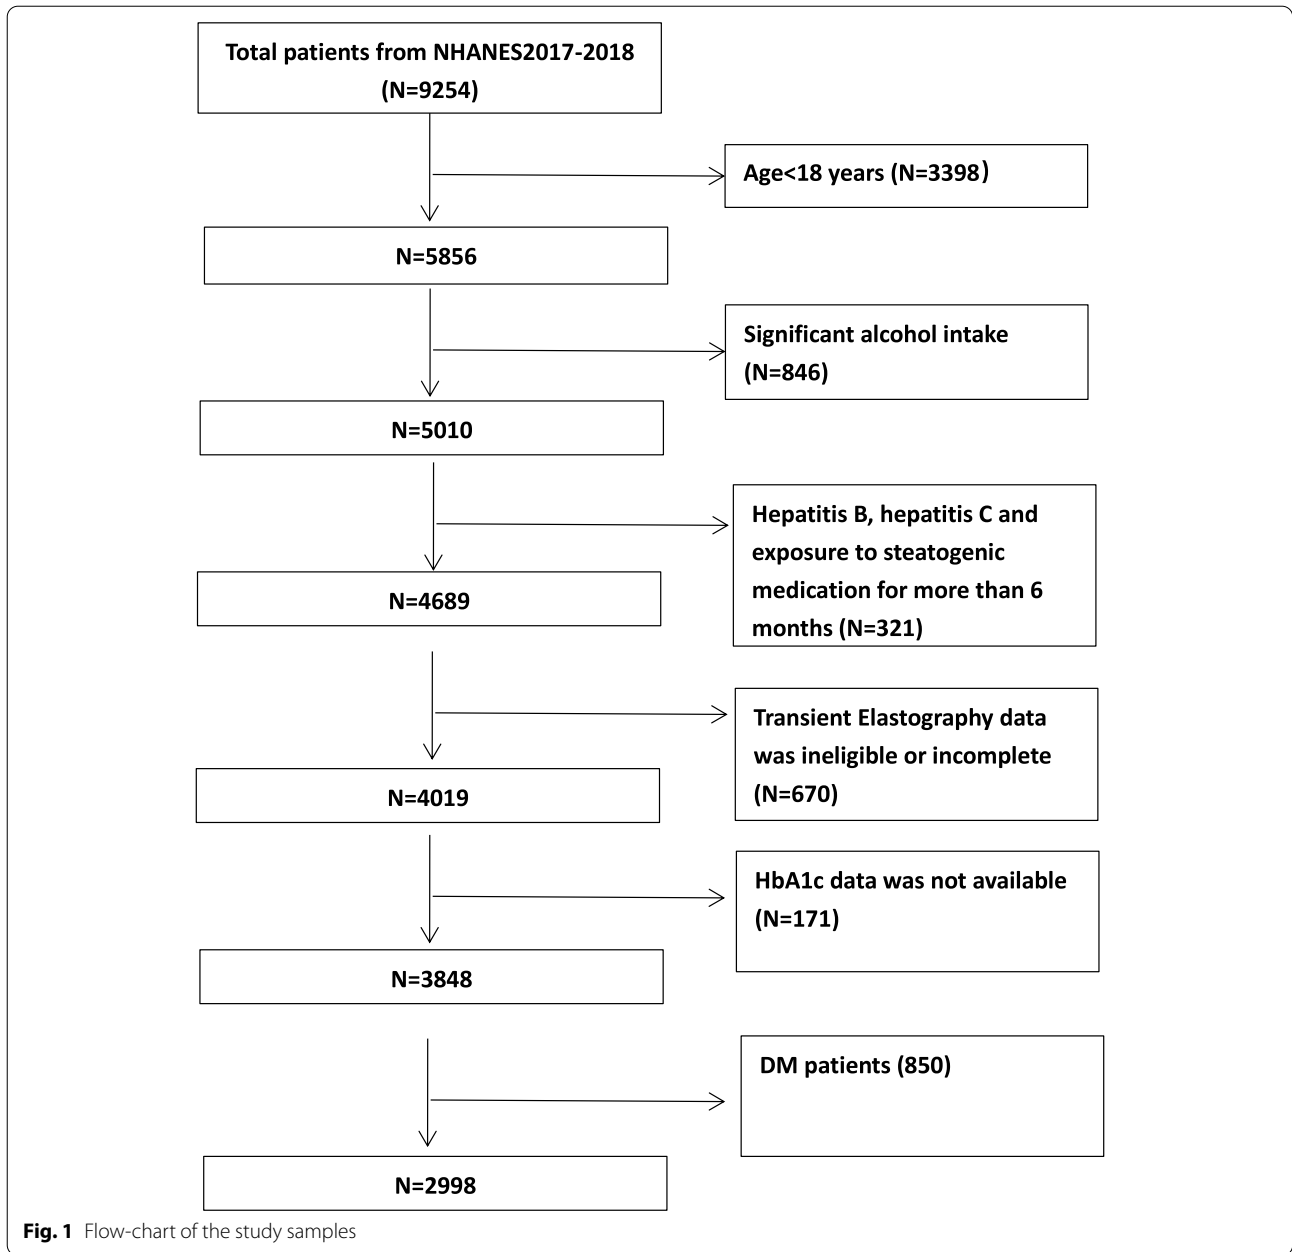 Total patients from NHANES2017-2018
(N=9254)
Age<18 years (N=3398)
N=5856
Significant alcohol intake
(N=846)
N=5010
Hepatitis B, hepatitis C and
exposure to steatogenic
medication for more than 6
months (N=321)
N=4689
Transient Elastography data
was ineligible or incomplete
(N=670)
N=4019
HbA1c data was not available
(N=171)
N=3848
DM patients (850)
N=2998
Fig. 1 Flow-chart of the study samples